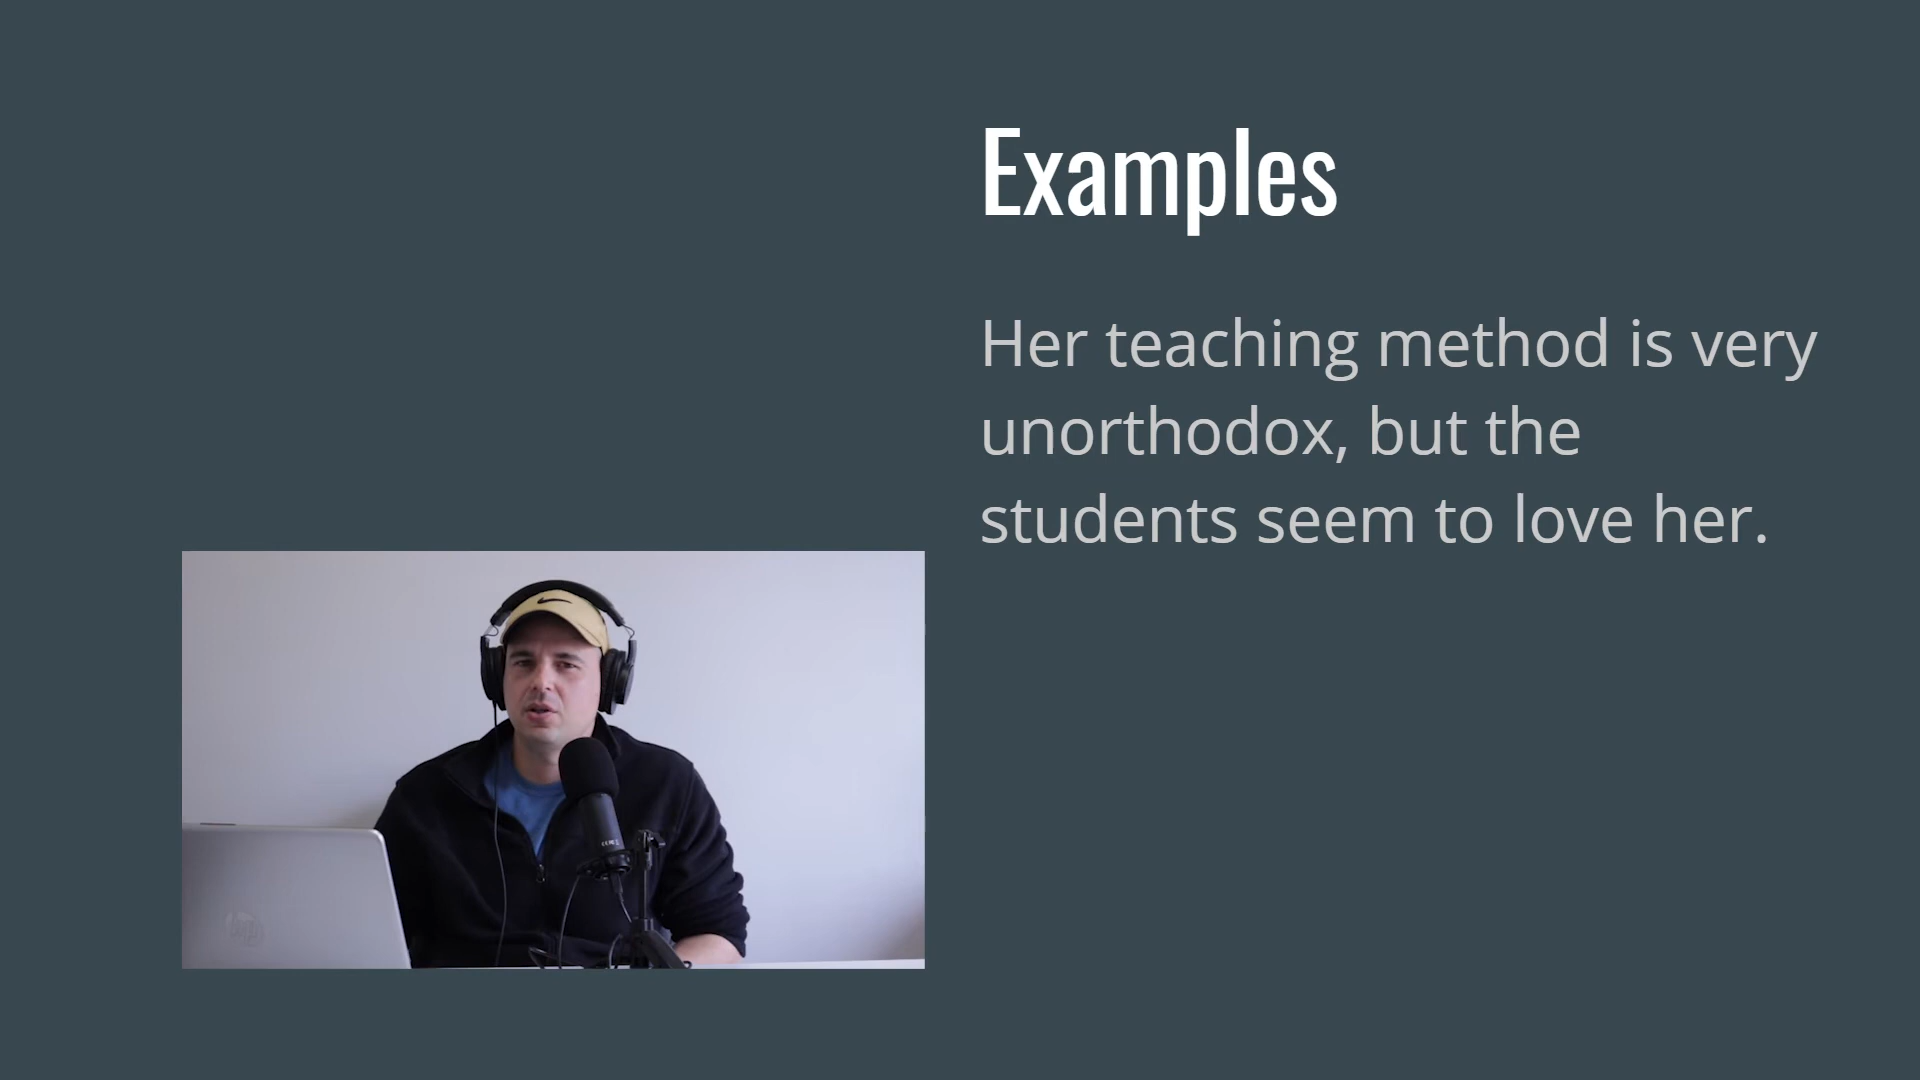 Examples
Her teaching method is very
unorthodox, but the
students seem to love her.